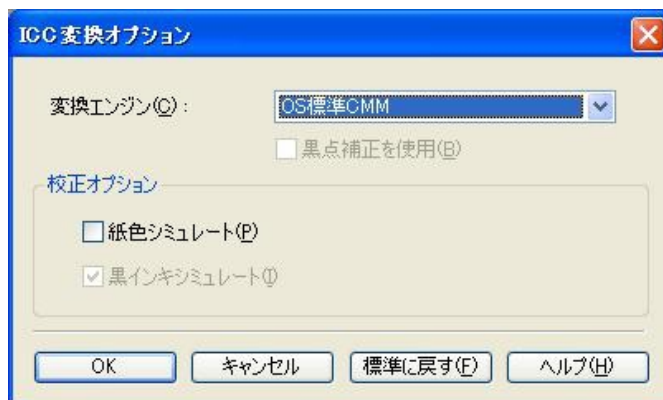 ICC 変換オプション
変換エンジン(C):
OS標準CMM
黒点補正を使用(B)
校正オプション
紙色シミュレート(P)
黒インキシミュレート(I)
OK
キャンセル
標準に戻す(F)
ヘルプ(H)